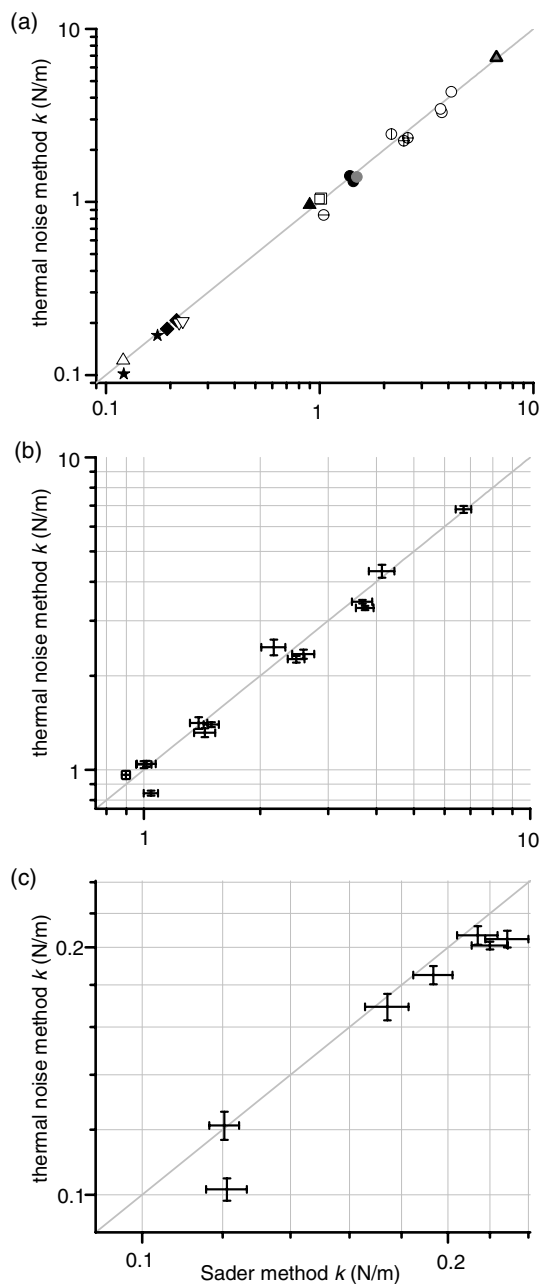 (a)
10
1
0.1
thermal noise method k (N/m)
0.1
1
10
(b)
10
1
thermal noise method k (N/m)
1
10
(c)
0.2
0.1
thermal noise method k (N/m)
0.1
0.2
Sader method k (N/m)